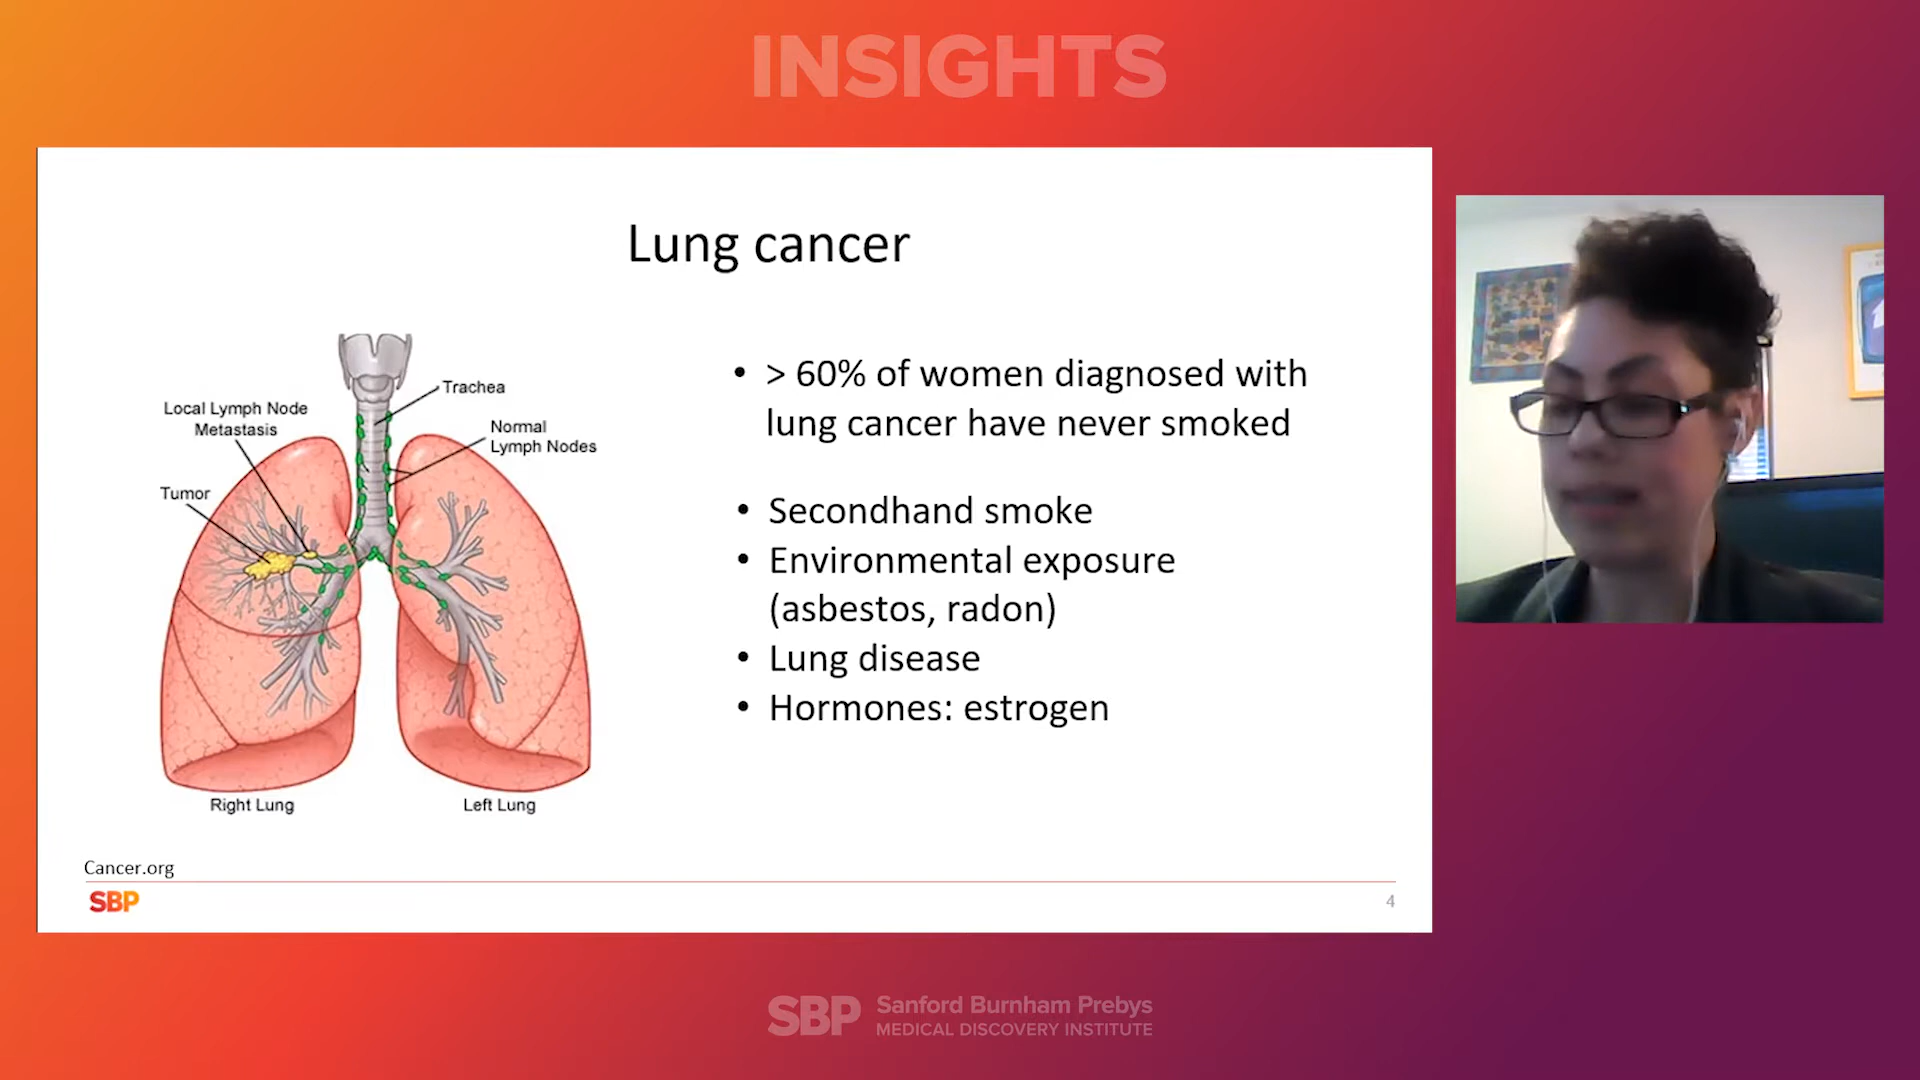 INSIGHTS
Lung cancer
Trachea
Local Lymph Node
Metastasis
Normal
Lymph Nodes
Tumor
Right Lung
Left Lung
• > 60% of women diagnosed with
lung cancer have never smoked
• Secondhand smoke
• Environmental exposure
(asbestos, radon)
• Lung disease
• Hormones: estrogen
Cancer.org
SBP
4
SBP
Sanford Burnham Prebys
MEDICAL DISCOVERY INSTITUTE